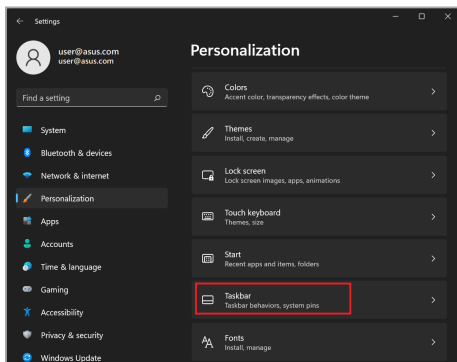 Settings
user@asus.com
user@asus.com
Find a setting
System
Bluetooth & devices
Network & internet
Personalization
Apps
Accounts
Time & language
Gaming
Accessibility
Privacy & security
Windows Update
Personalization
Colors
Accent color, transparency effects, color theme
Themes
Install, create, manage
Lock screen
Lock screen images, apps, animations
Touch keyboard
Themes, size
Start
Recent apps and items, folders
Taskbar
Taskbar behaviors, system pins
Fonts
Install, manage